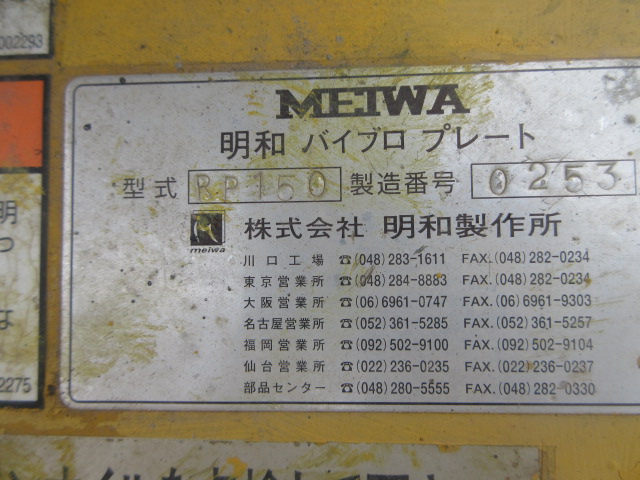 002293
MEIWA
明和 バイブロ プレート
型式 RP150 製造番号 0253
meiwa
株式会社 明和製作所
川口工場 ☎(048)283-1611 FAX.(048)282-0234
東京営業所 ☎(048)284-8883 FAX.(048)282-0234
大阪営業所 ☎(06)6961-0747 FAX.(06)6961-9303
名古屋営業所 ☎(052)361-5285 FAX.(052)361-5257
福岡営業所 ☎(092)502-9100 FAX.(092)502-9104
仙台営業所 ☎(022)236-0235 FAX.(022)236-0237
部品センター ☎(048)280-5555 FAX.(048)282-0330
明
つ
は
2275